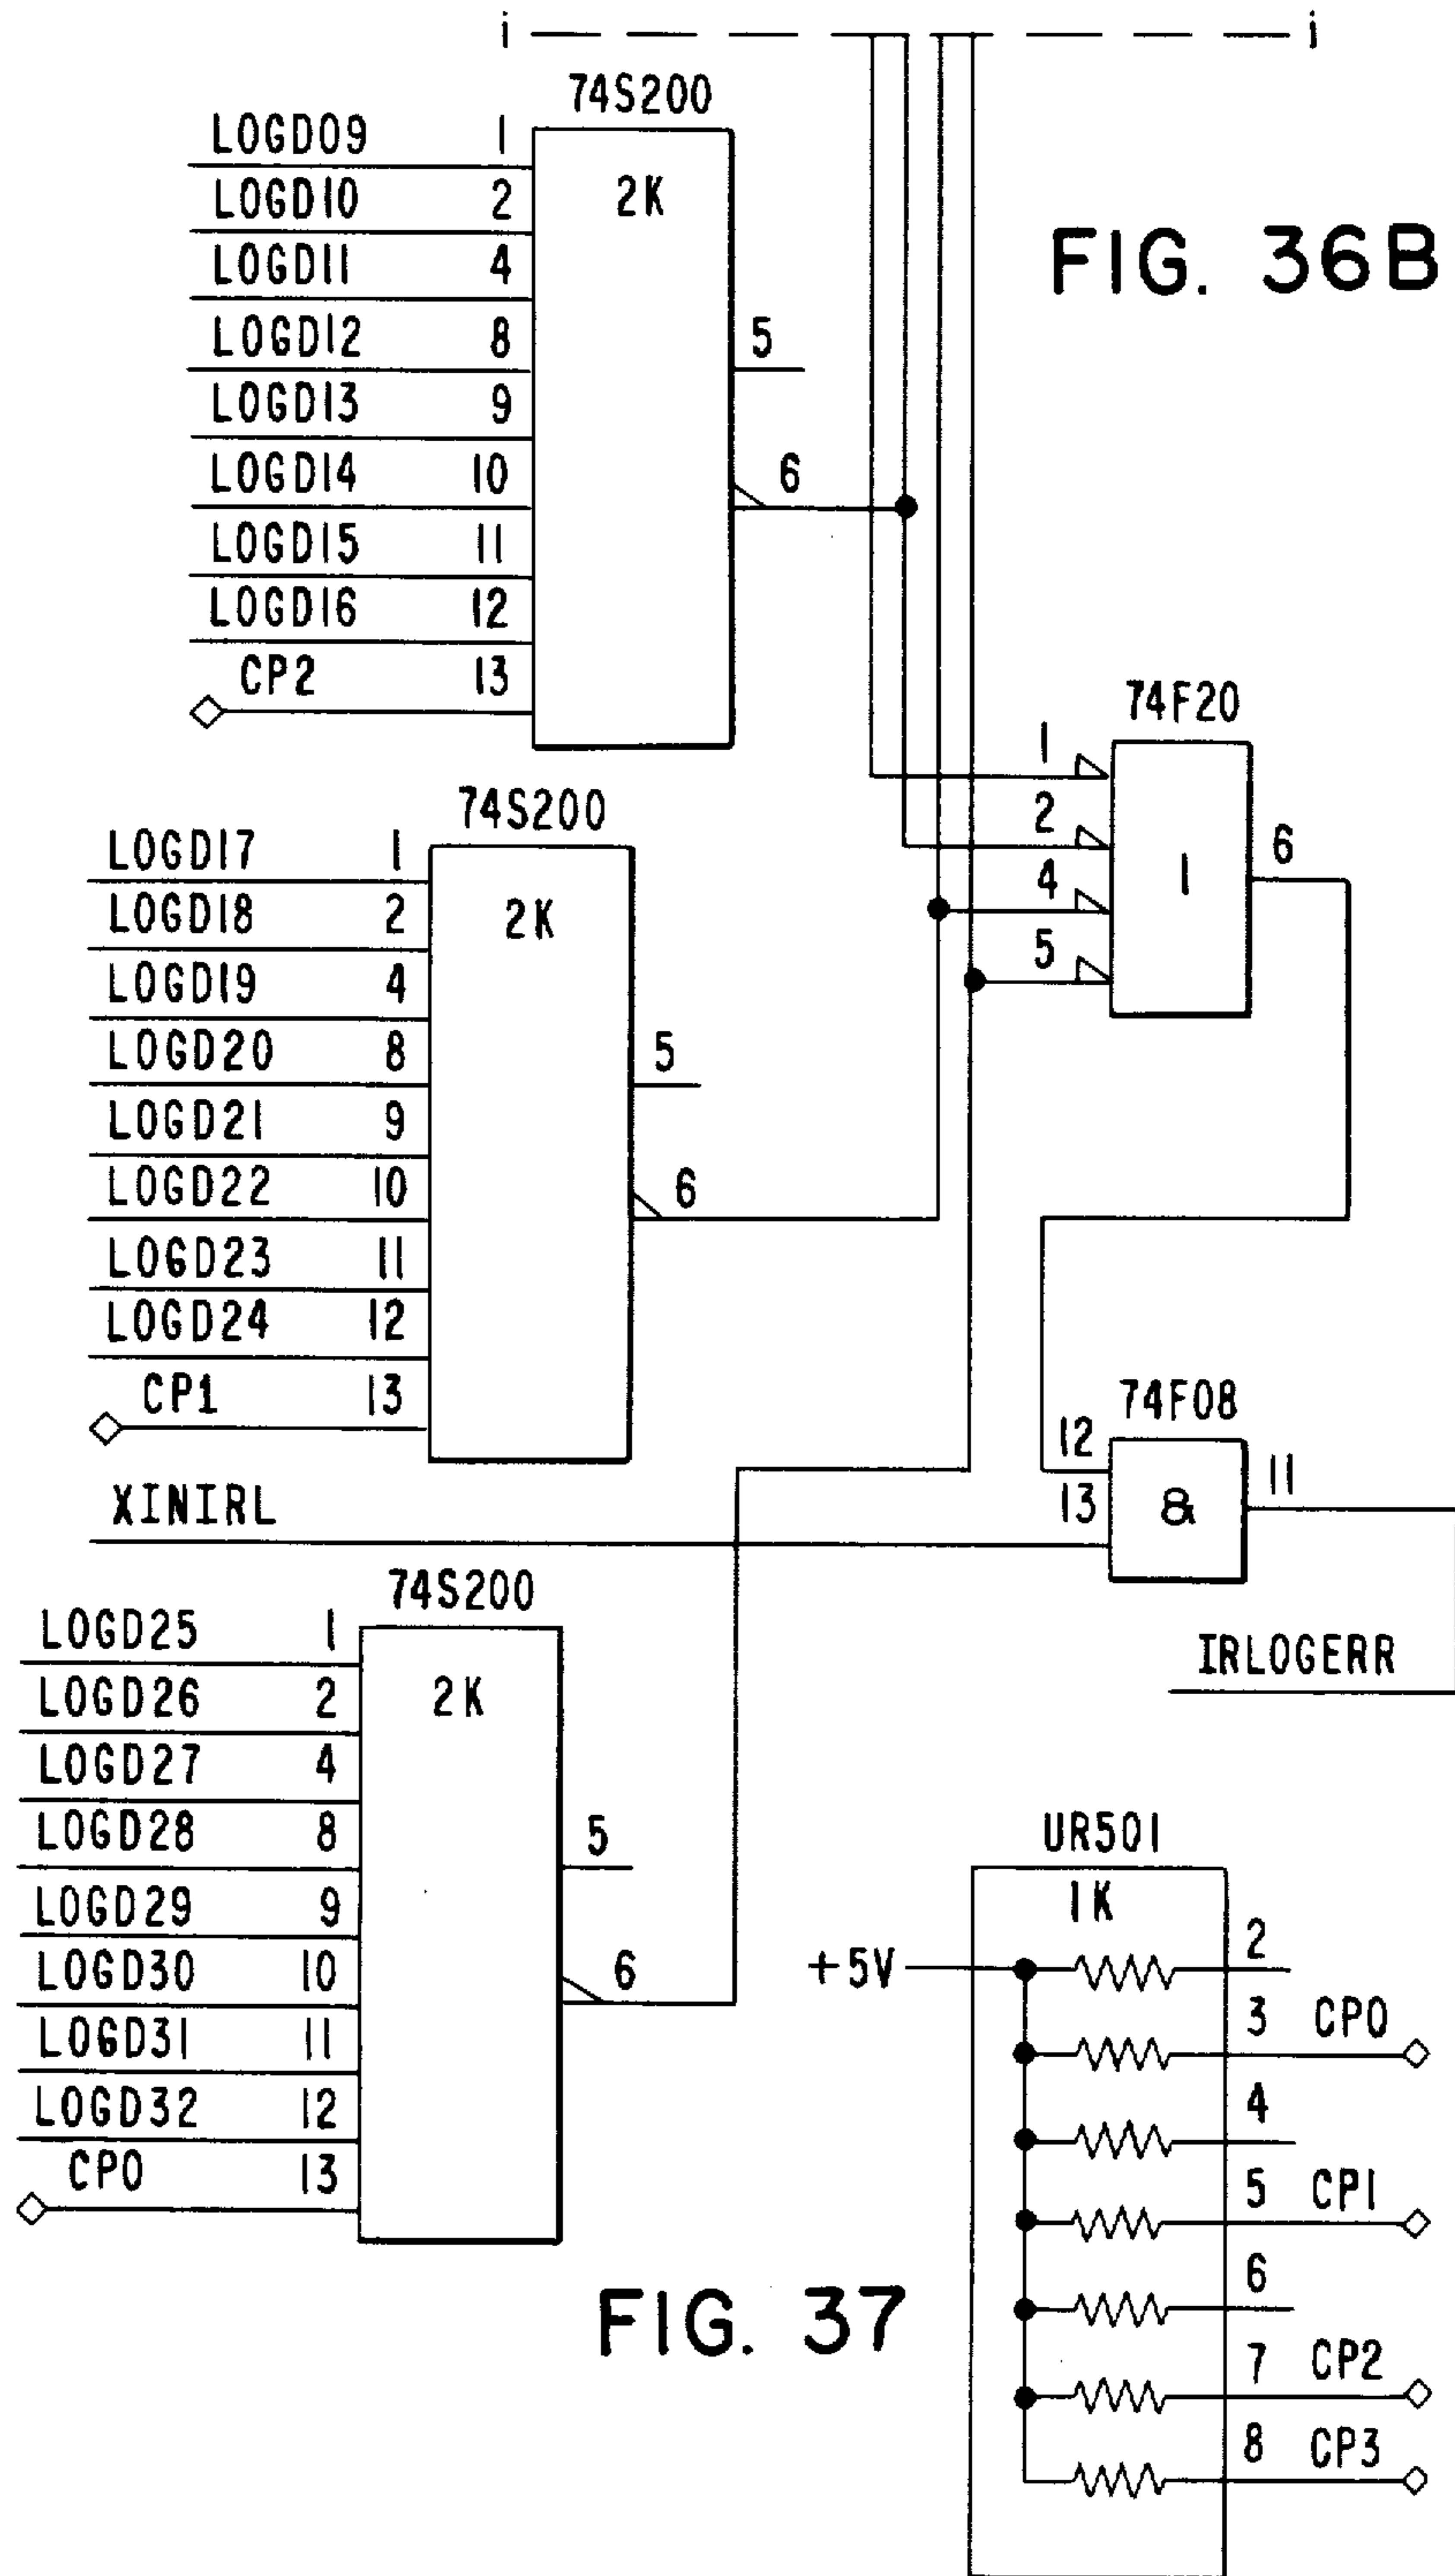 i i
74S200
2K
LOGD09 1
LOGD10 2
LOGD11 4
LOGD12 8
LOGD13 9
LOGD14 10
LOGD15 11
LOGD16 12
CP2 13
5
6
FIG. 36B
74F20
1
2
4
5
1
6
74S200
2K
LOGD17 1
LOGD18 2
LOGD19 4
LOGD20 8
LOGD21 9
LOGD22 10
LOGD23 11
LOGD24 12
CP1 13
5
6
74F08
12
13
&
11
XINIRL
IRLOGERR
74S200
2K
LOGD25 1
LOGD26 2
LOGD27 4
LOGD28 8
LOGD29 9
LOGD30 10
LOGD31 11
LOGD32 12
CP0 13
5
6
FIG. 37
UR501
1K
+5V
2
3 CP0
4
5 CP1
6
7 CP2
8 CP3